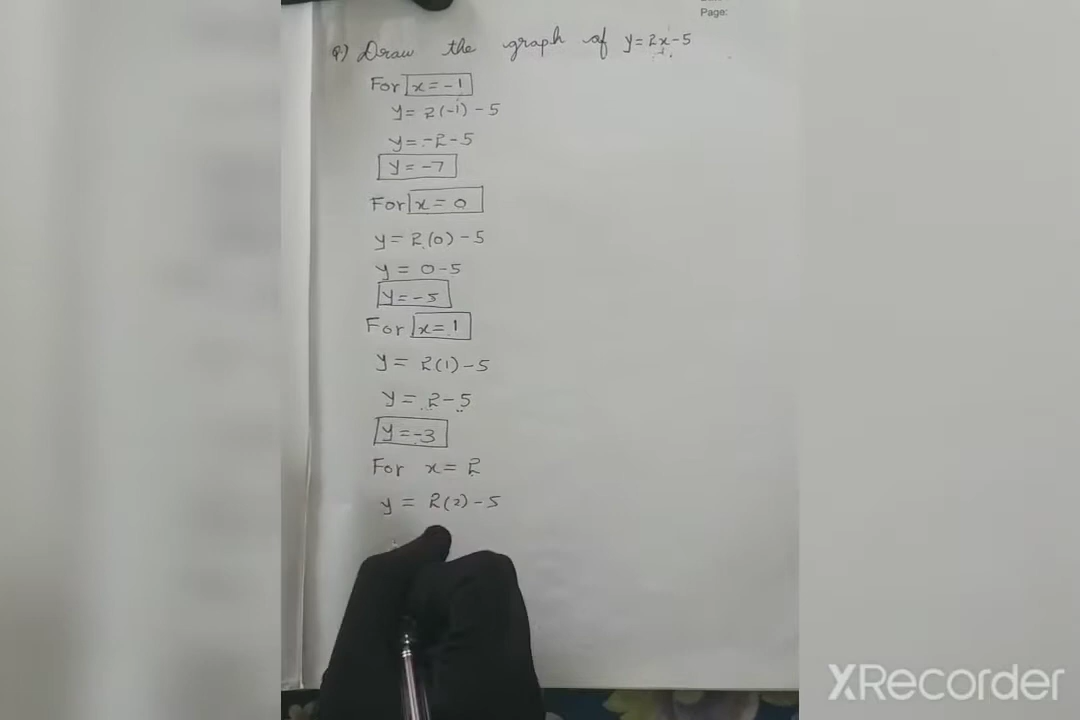 Page:
Q) Draw the graph of y=2x-5
For x=-1
y=2(-1)-5
y=-2-5
y=-7
For x=0
y=2(0)-5
y=0-5
y=-5
For x=1
y=2(1)-5
y=2-5
y=-3
For x=2
y=2(2)-5
XRecorder